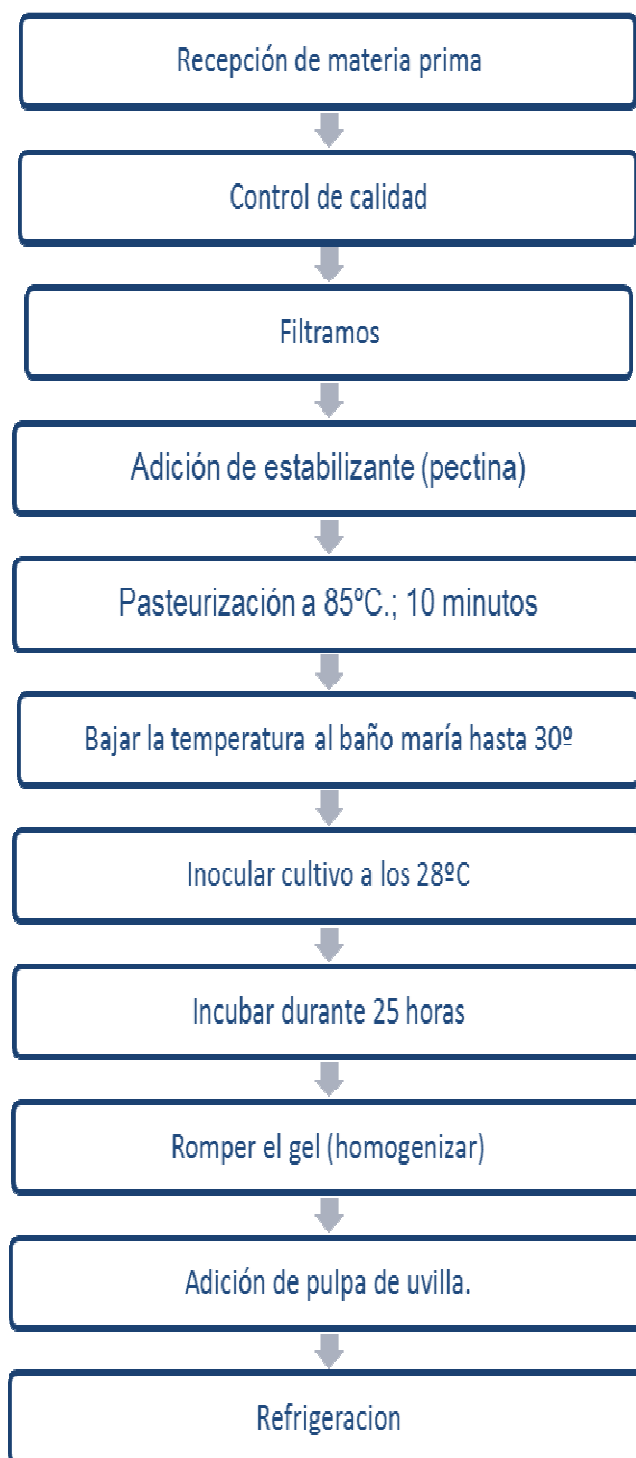 Recepción de materia prima
Control de calidad
Filtramos
Adición de estabilizante (pectina)
Pasteurización a 85ºC.; 10 minutos
Bajar la temperatura al baño maría hasta 30º
Inocular cultivo a los 28ºC
Incubar durante 25 horas
Romper el gel (homogenizar)
Adición de pulpa de uvilla.
Refrigeracion